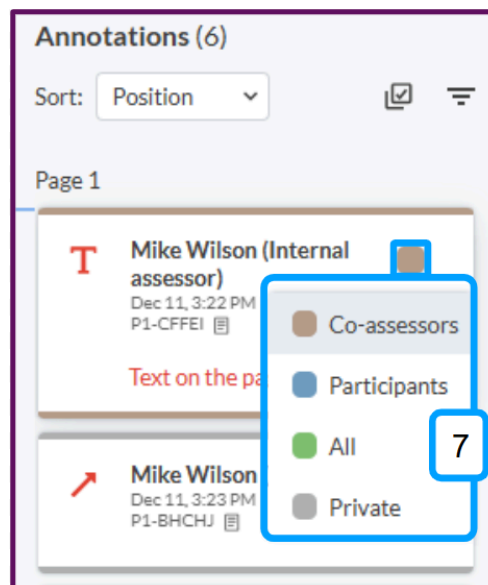 Annotations (6)
Sort: Position
Page 1
T Mike Wilson (Internal
assessor)
Dec 11, 3:22 PM
P1-CFFEI
Text on the pa
Co-assessors
Participants
All
Private
7
Mike Wilson
Dec 11, 3:23 PM
P1-BHCHJ